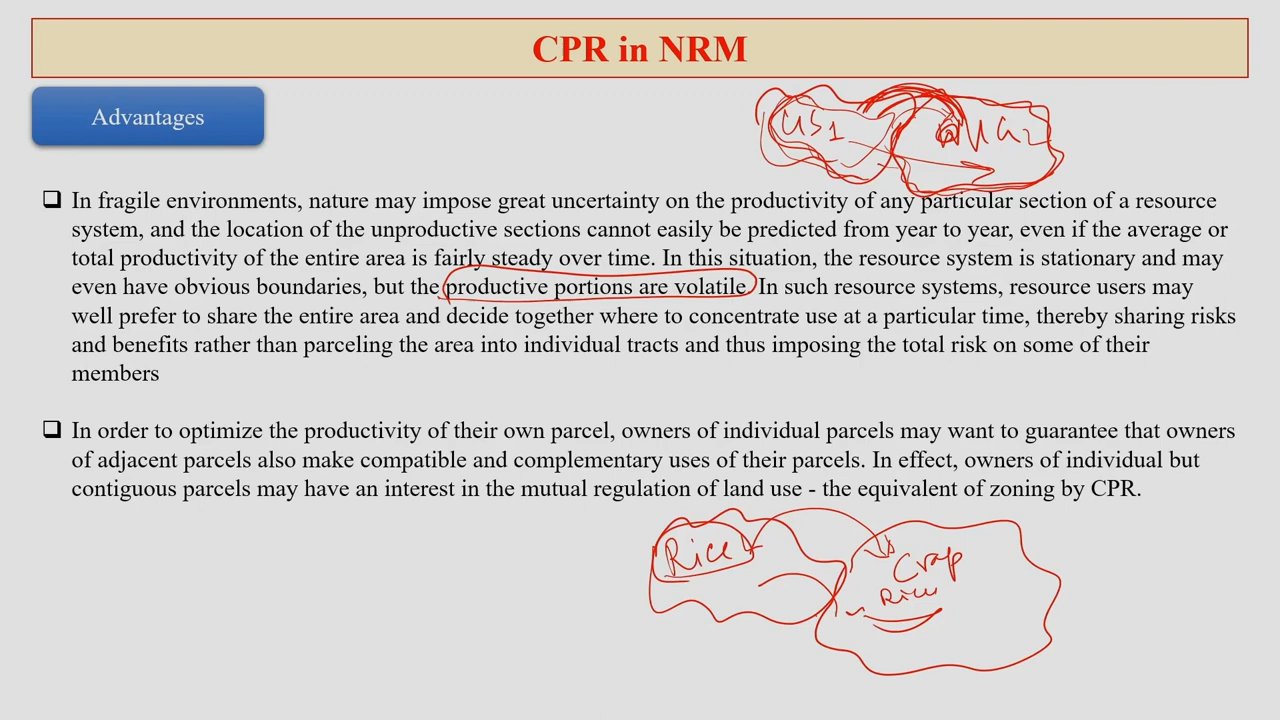 CPR in NRM
Advantages
❑ In fragile environments, nature may impose great uncertainty on the productivity of any particular section of a resource
system, and the location of the unproductive sections cannot easily be predicted from year to year, even if the average or
total productivity of the entire area is fairly steady over time. In this situation, the resource system is stationary and may
even have obvious boundaries, but the productive portions are volatile. In such resource systems, resource users may
well prefer to share the entire area and decide together where to concentrate use at a particular time, thereby sharing risks
and benefits rather than parceling the area into individual tracts and thus imposing the total risk on some of their
members
❑ In order to optimize the productivity of their own parcel, owners of individual parcels may want to guarantee that owners
of adjacent parcels also make compatible and complementary uses of their parcels. In effect, owners of individual but
contiguous parcels may have an interest in the mutual regulation of land use - the equivalent of zoning by CPR.
Rice
Crop
Rice